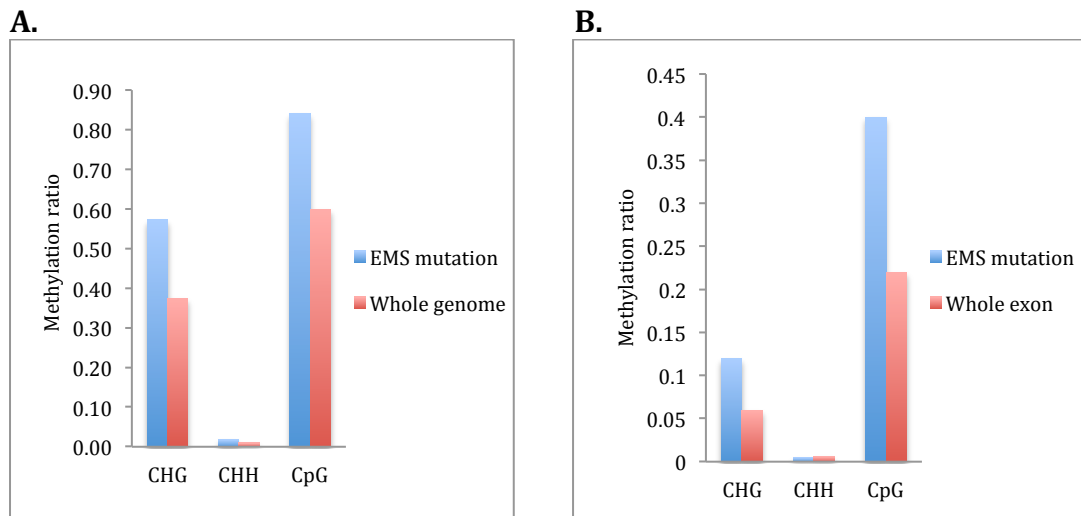 A.
Methylation ratio
0.90
0.80
0.70
0.60
0.50
0.40
0.30
0.20
0.10
0.00
CHG CHH CpG
EMS mutation
Whole genome
B.
Methylation ratio
0.45
0.4
0.35
0.3
0.25
0.2
0.15
0.1
0.05
0
CHG CHH CpG
EMS mutation
Whole exon